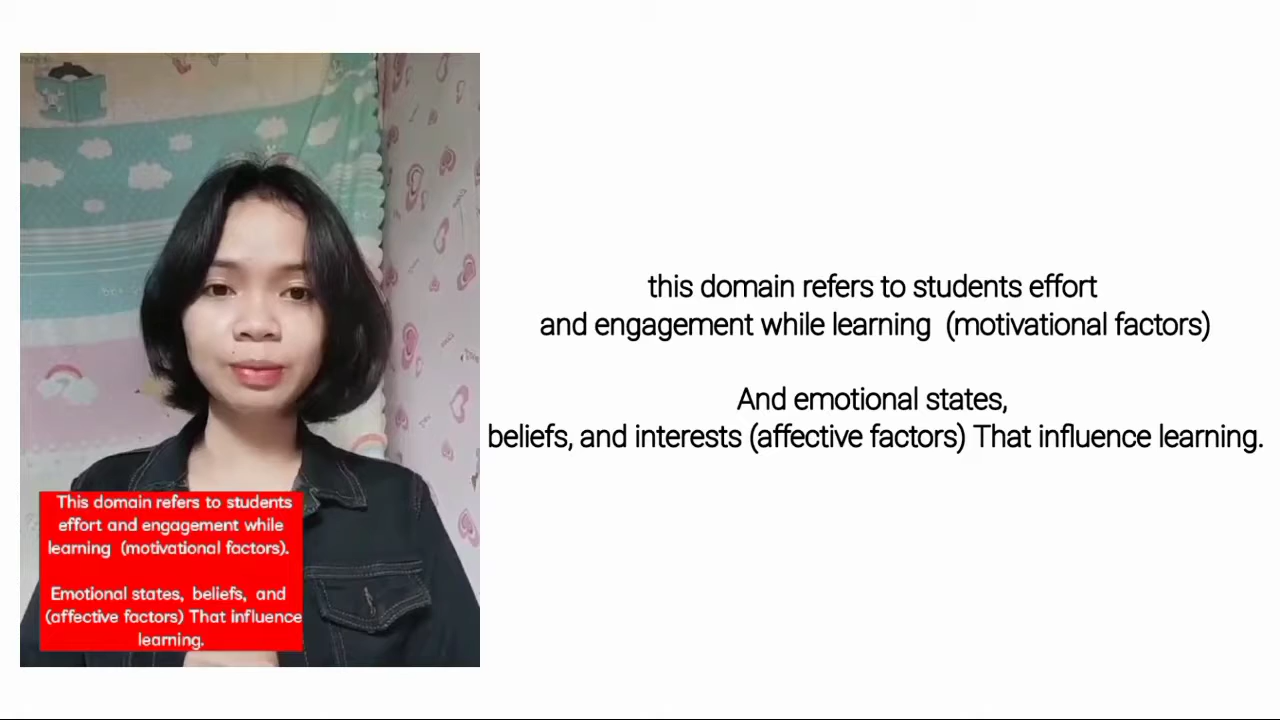 this domain refers to students effort
and engagement while learning (motivational factors)
And emotional states,
beliefs, and interests (affective factors) That influence learning.
This domain refers to students
effort and engagement while
learning (motivational factors).
Emotional states, beliefs, and
(affective factors) That influence
learning.